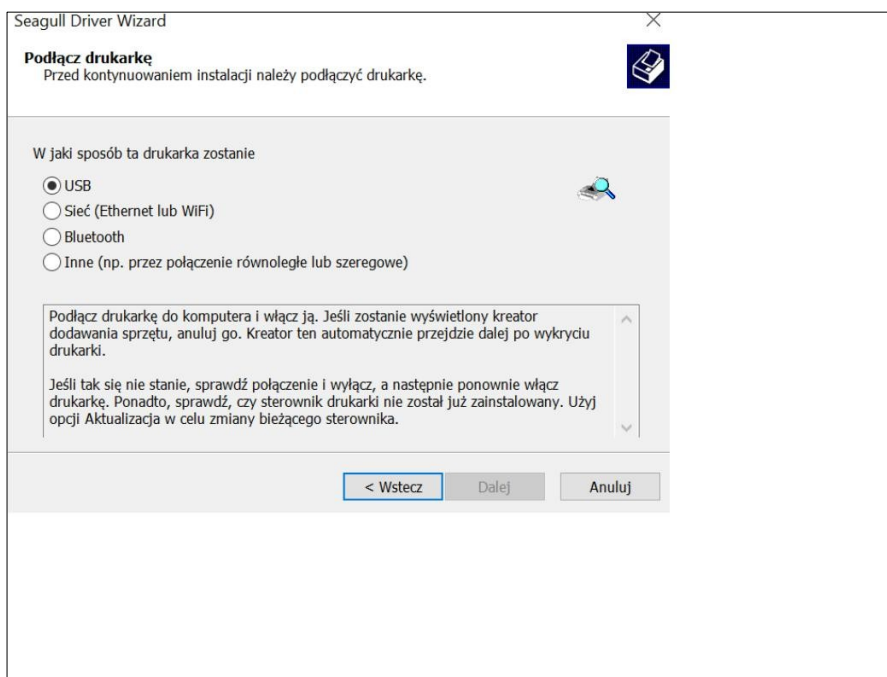 Seagull Driver Wizard
Podłącz drukarkę
Przed kontynuowaniem instalacji należy podłączyć drukarkę.
W jaki sposób ta drukarka zostanie
USB
Sieć (Ethernet lub WiFi)
Bluetooth
Inne (np. przez połączenie równoległe lub szeregowe)
Podłącz drukarkę do komputera i włącz ją. Jeśli zostanie wyświetlony kreator
dodawania sprzętu, anuluj go. Kreator ten automatycznie przejdzie dalej po wykryciu
drukarki.
Jeśli tak się nie stanie, sprawdź połączenie i wyłącz, a następnie ponownie włącz
drukarkę. Ponadto, sprawdź, czy sterownik drukarki nie został już zainstalowany. Użyj
opcji Aktualizacja w celu zmiany bieżącego sterownika.
< Wstecz Dalej Anuluj